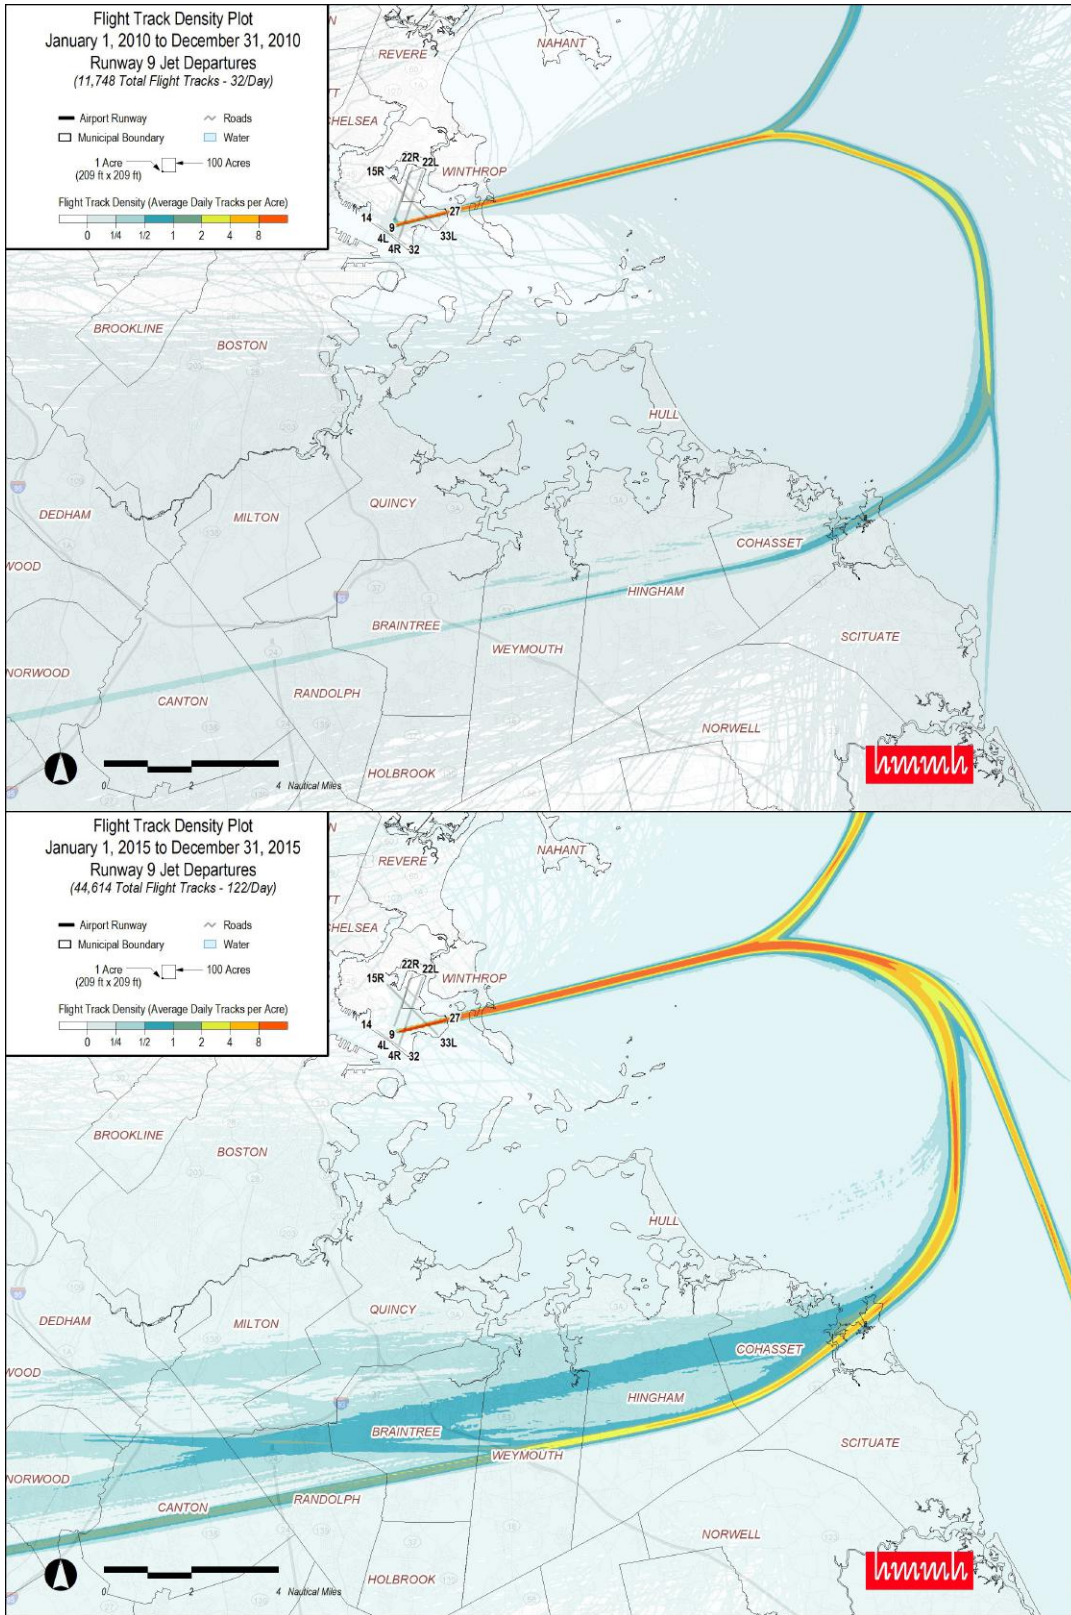 Flight Track Density Plot
January 1, 2010 to December 31, 2010
Runway 9 Jet Departures
(11,748 Total Flight Tracks - 32/Day)
Airport Runway
Roads
Municipal Boundary
Water
1 Acre
(209 ft x 209 ft)
100 Acres
Flight Track Density (Average Daily Tracks per Acre)
0 1/4 1/2 1 2 4 8
NAHANT
REVERE
CHELSEA
WINTHROP
22R
22L
15R
14
27
9
4L
33L
4R
32
BROOKLINE
BOSTON
HULL
QUINCY
DEDHAM
MILTON
COHASSET
WOOD
HINGHAM
BRAINTREE
SCITUATE
WEYMOUTH
NORWOOD
RANDOLPH
CANTON
NORWELL
HOLBROOK
hmmh
0 2 4 Nautical Miles
Flight Track Density Plot
January 1, 2015 to December 31, 2015
Runway 9 Jet Departures
(44,614 Total Flight Tracks - 122/Day)
Airport Runway
Roads
Municipal Boundary
Water
1 Acre
(209 ft x 209 ft)
100 Acres
Flight Track Density (Average Daily Tracks per Acre)
0 1/4 1/2 1 2 4 8
NAHANT
REVERE
CHELSEA
WINTHROP
22R
22L
15R
14
27
9
4L
33L
4R
32
BROOKLINE
BOSTON
HULL
QUINCY
DEDHAM
MILTON
COHASSET
WOOD
HINGHAM
BRAINTREE
SCITUATE
WEYMOUTH
NORWOOD
RANDOLPH
CANTON
NORWELL
HOLBROOK
hmmh
0 2 4 Nautical Miles